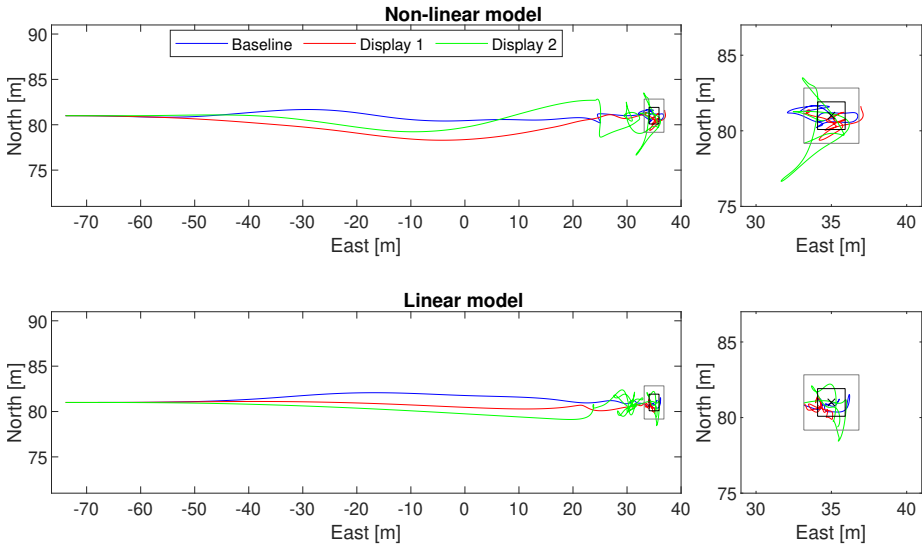 Non-linear model
Baseline Display 1 Display 2
North [m]
90
85
80
75
-70 -60 -50 -40 -30 -20 -10 0 10 20 30 40
East [m]
85
80
75
30 35 40
East [m]
Linear model
North [m]
90
85
80
75
-70 -60 -50 -40 -30 -20 -10 0 10 20 30 40
East [m]
North [m]
85
80
75
30 35 40
East [m]
North [m]